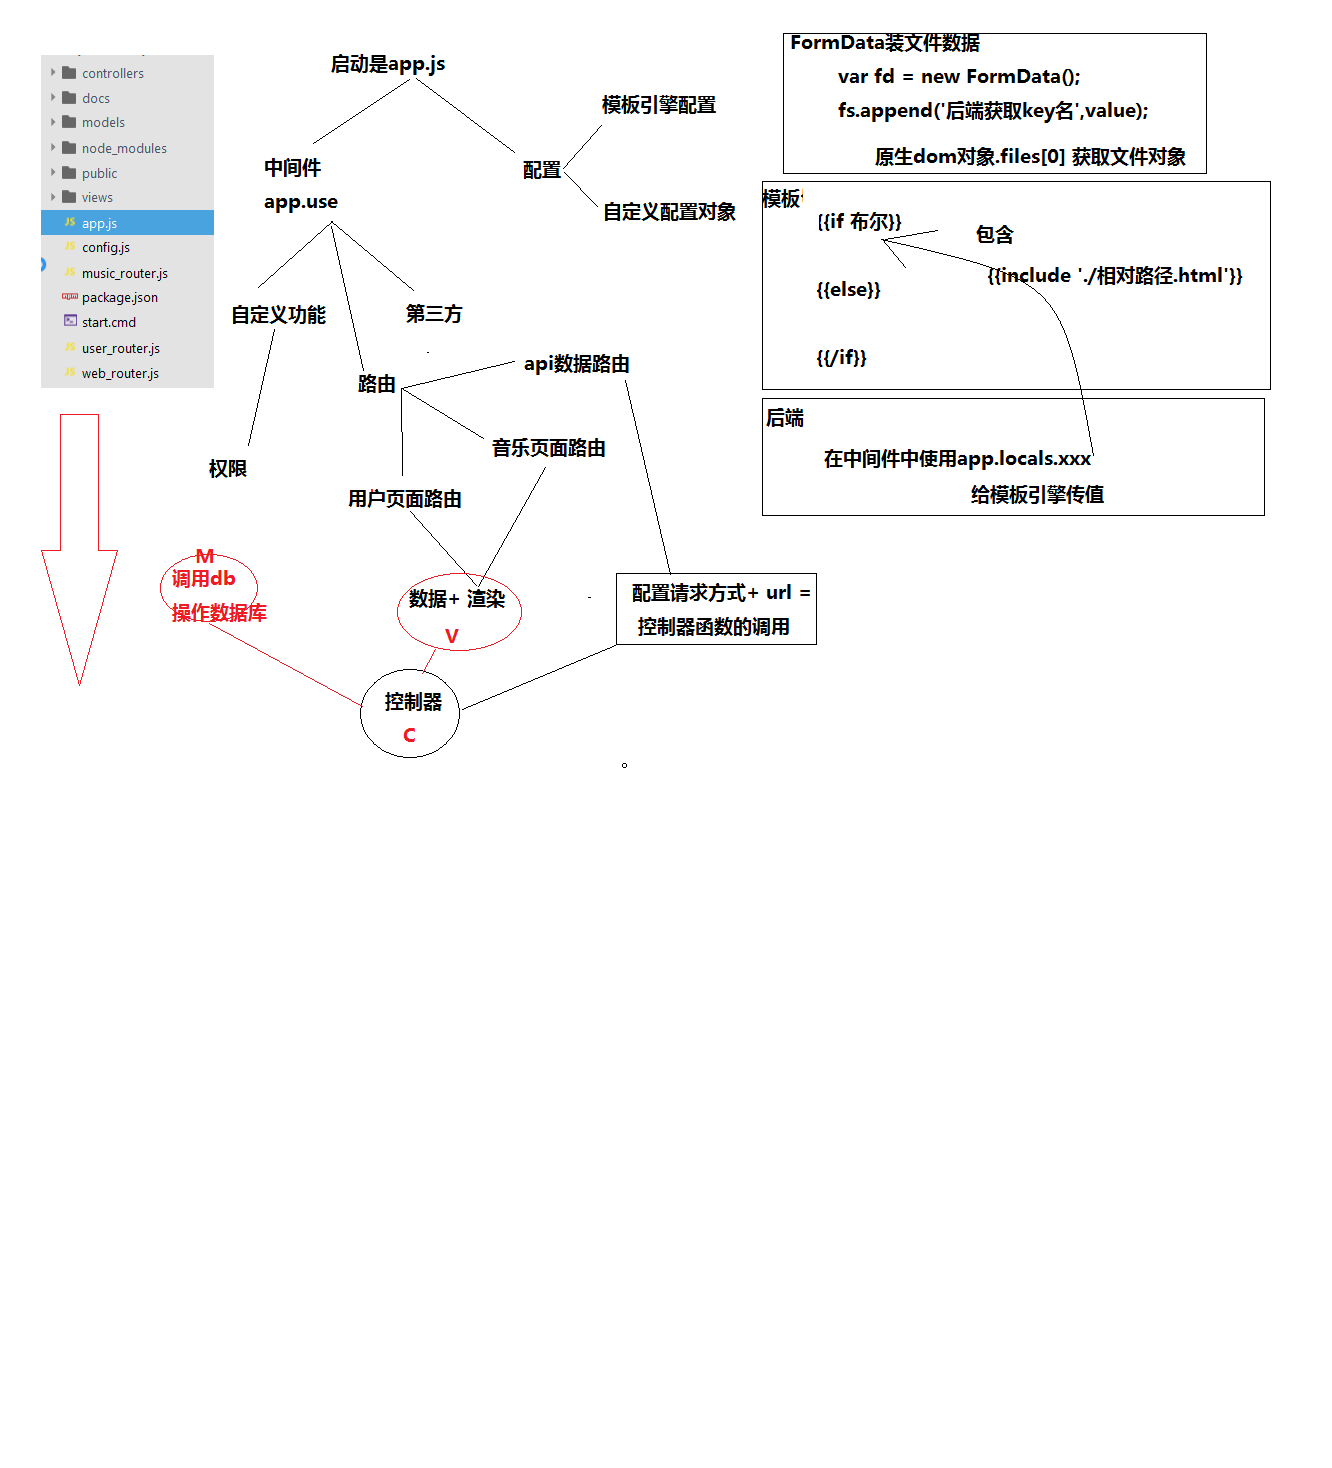 controllers
docs
models
node_modules
public
views
app.js
config.js
music_router.js
package.json
start.cmd
user_router.js
web_router.js
启动是app.js
模板引擎配置
中间件
app.use
配置
自定义配置对象
自定义功能
第三方
路由
api数据路由
音乐页面路由
权限
用户页面路由
M
调用db
操作数据库
数据+ 渲染
V
配置请求方式+ url =
控制器函数的调用
控制器
C
FormData装文件数据
var fd = new FormData();
fs.append('后端获取key名',value);
原生dom对象.files[0] 获取文件对象
模板
{{if 布尔}}
包含
{{include './相对路径.html'}}
{{else}}
{{/if}}
后端
在中间件中使用app.locals.xxx
给模板引擎传值